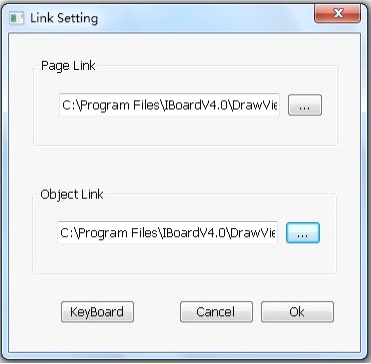 Link Setting
Page Link
C:\Program Files\IBoardV4.0\DrawVie
...
Object Link
C:\Program Files\IBoardV4.0\DrawVie
...
KeyBoard Cancel Ok